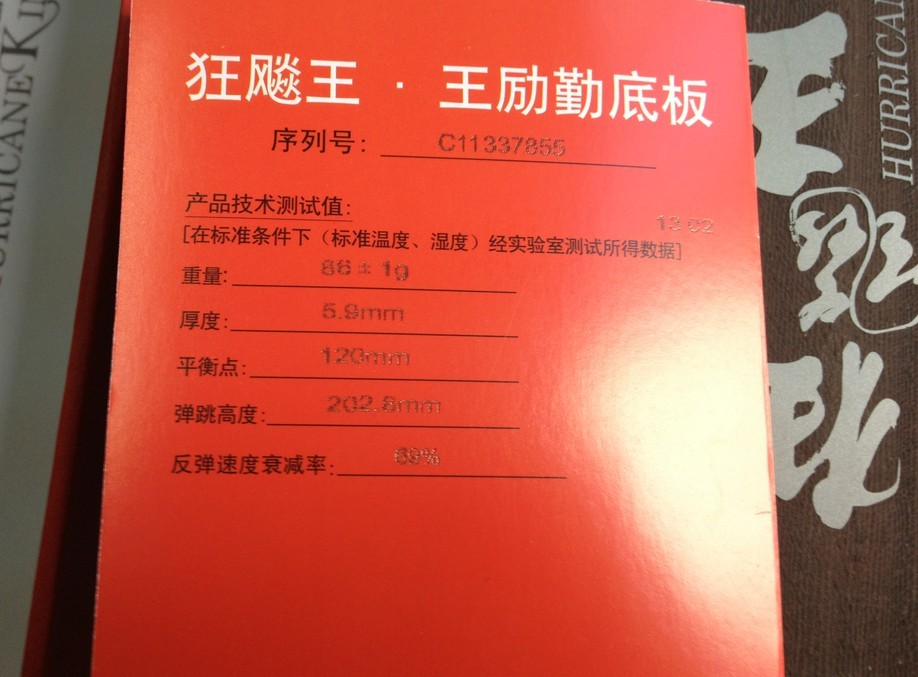 狂飚王 · 王励勤底板
序列号: C11337855
产品技术测试值:
13 02
[在标准条件下（标准温度、湿度）经实验室测试所得数据]
重量: 86 ± 1g
厚度: 5.9mm
平衡点: 120mm
弹跳高度: 202.8mm
反弹速度衰减率: 69%
HURRICANE KIN
HURRICAN
王